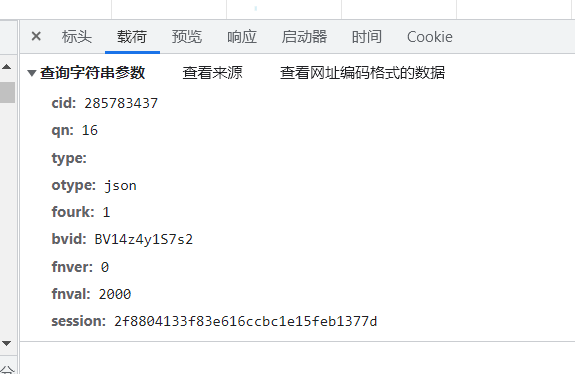 × 标头 载荷 预览 响应 启动器 时间 Cookie
▼查询字符串参数 查看来源 查看网址编码格式的数据
cid: 285783437
qn: 16
type:
otype: json
fourk: 1
bvid: BV14z4y1S7s2
fnver: 0
fnval: 2000
session: 2f8804133f83e616ccbc1e15feb1377d